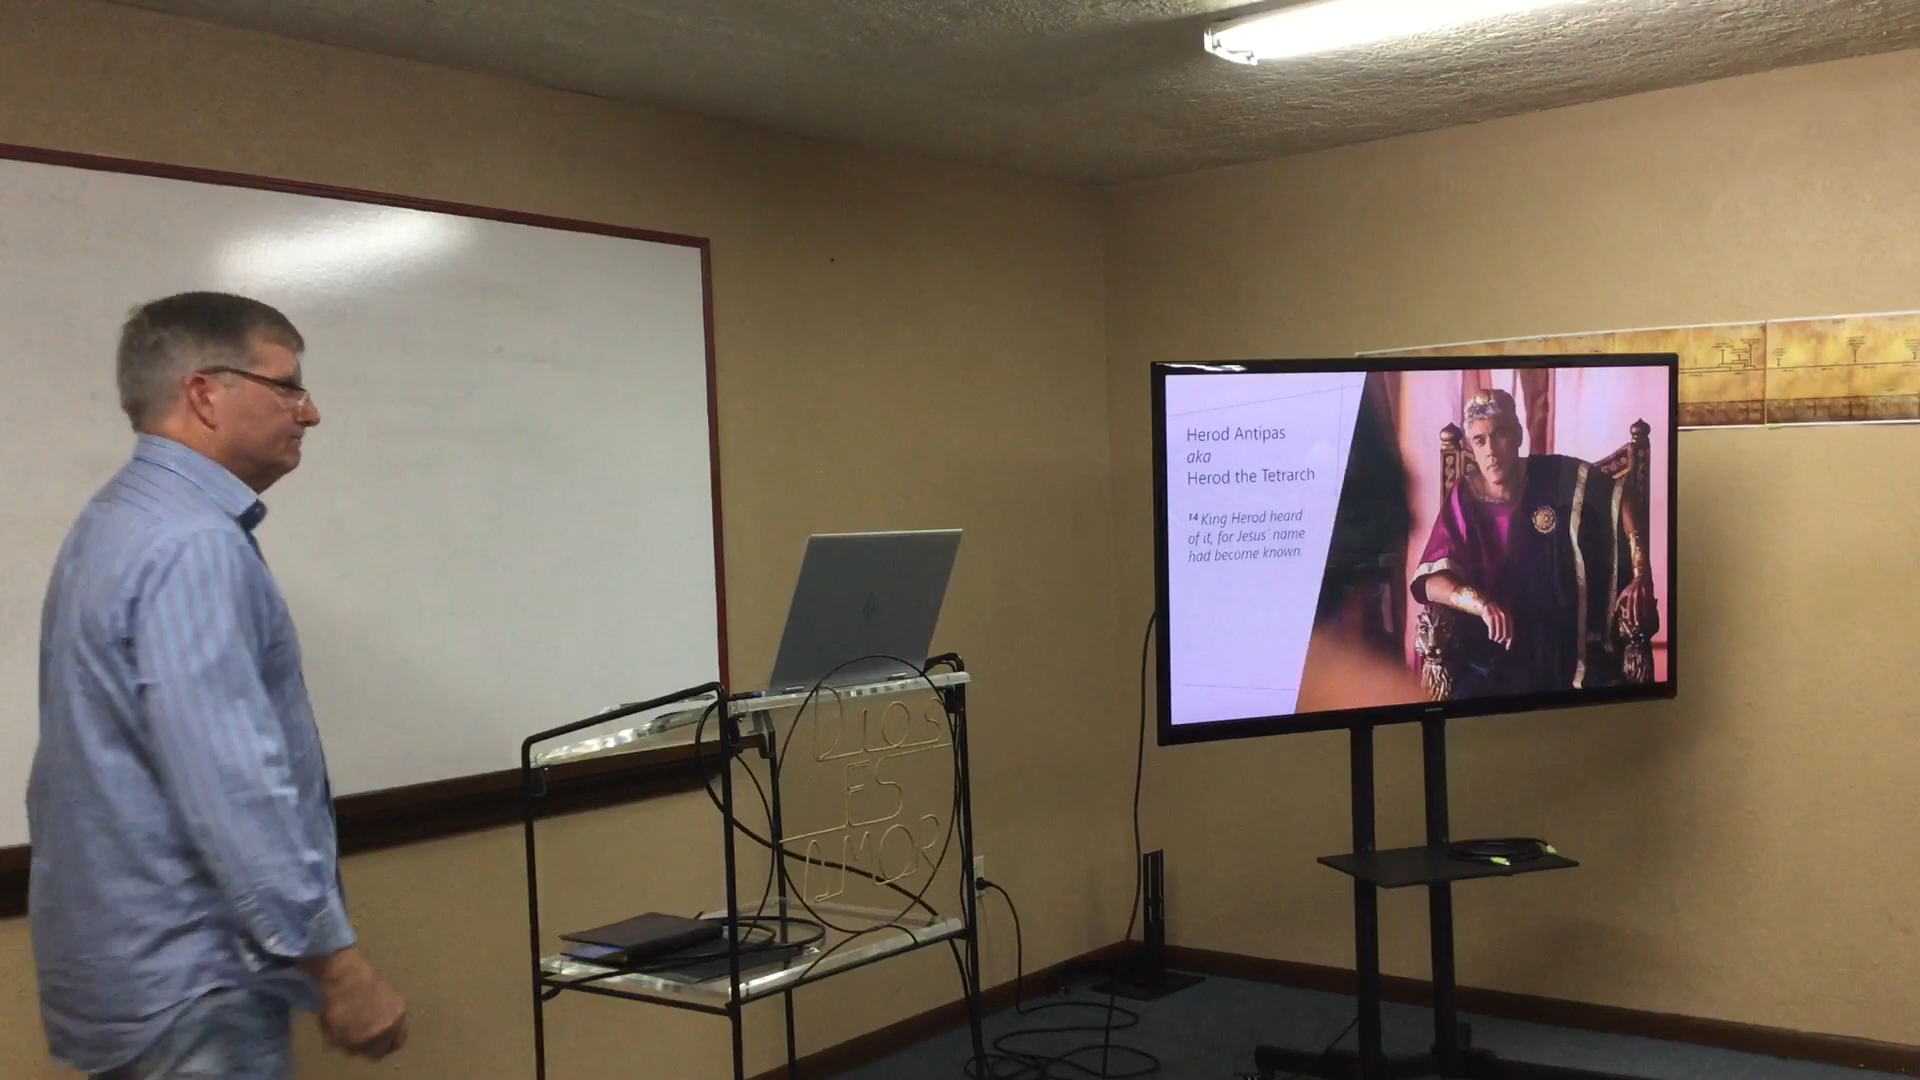 Herod Antipas
aka
Herod the Tetrarch
14 King Herod heard
of it, for Jesus' name
had become known.
DIOS
ES
AMOR